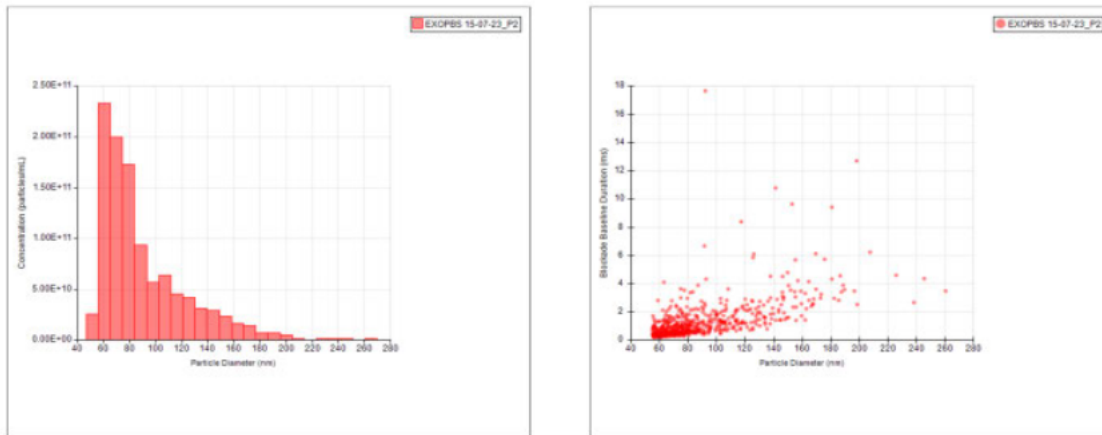 EXOPBS 15-07-23_P2
2.50E+11
2.00E+11
1.50E+11
1.00E+11
5.00E+10
0.00E+00
Concentration (particles/mL)
40 60 80 100 120 140 160 180 200 220 240 260 280
Particle Diameter (nm)
EXOPBS 15-07-23_P2
18
16
14
12
10
8
6
4
2
0
Blockade Baseline Duration (ms)
40 60 80 100 120 140 160 180 200 220 240 260 280
Particle Diameter (nm)